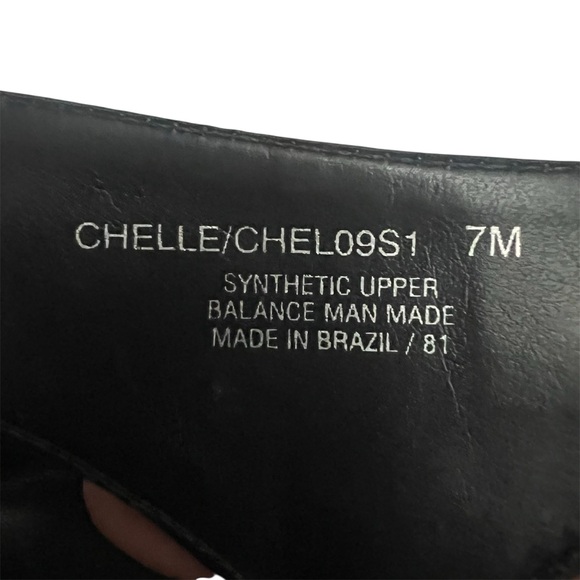 CHELLE/CHEL09S1 7M
SYNTHETIC UPPER
BALANCE MAN MADE
MADE IN BRAZIL / 81